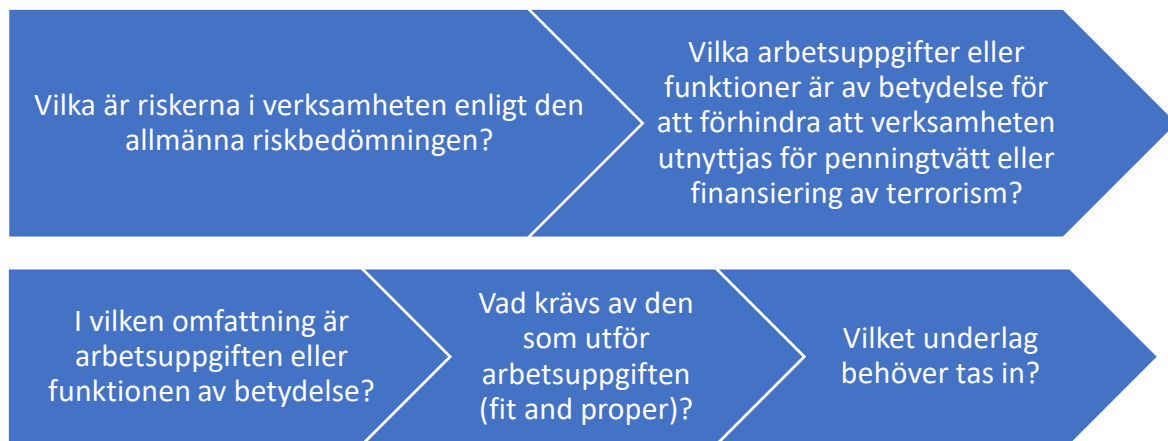 Vilka är riskerna i verksamheten enligt den
allmänna riskbedömningen?
Vilka arbetsuppgifter eller
funktioner är av betydelse för
att förhindra att verksamheten
utnyttjas för penningtvätt eller
finansiering av terrorism?
I vilken omfattning är
arbetsuppgiften eller
funktionen av betydelse?
Vad krävs av den
som utför
arbetsuppgiften
(fit and proper)?
Vilket underlag
behöver tas in?